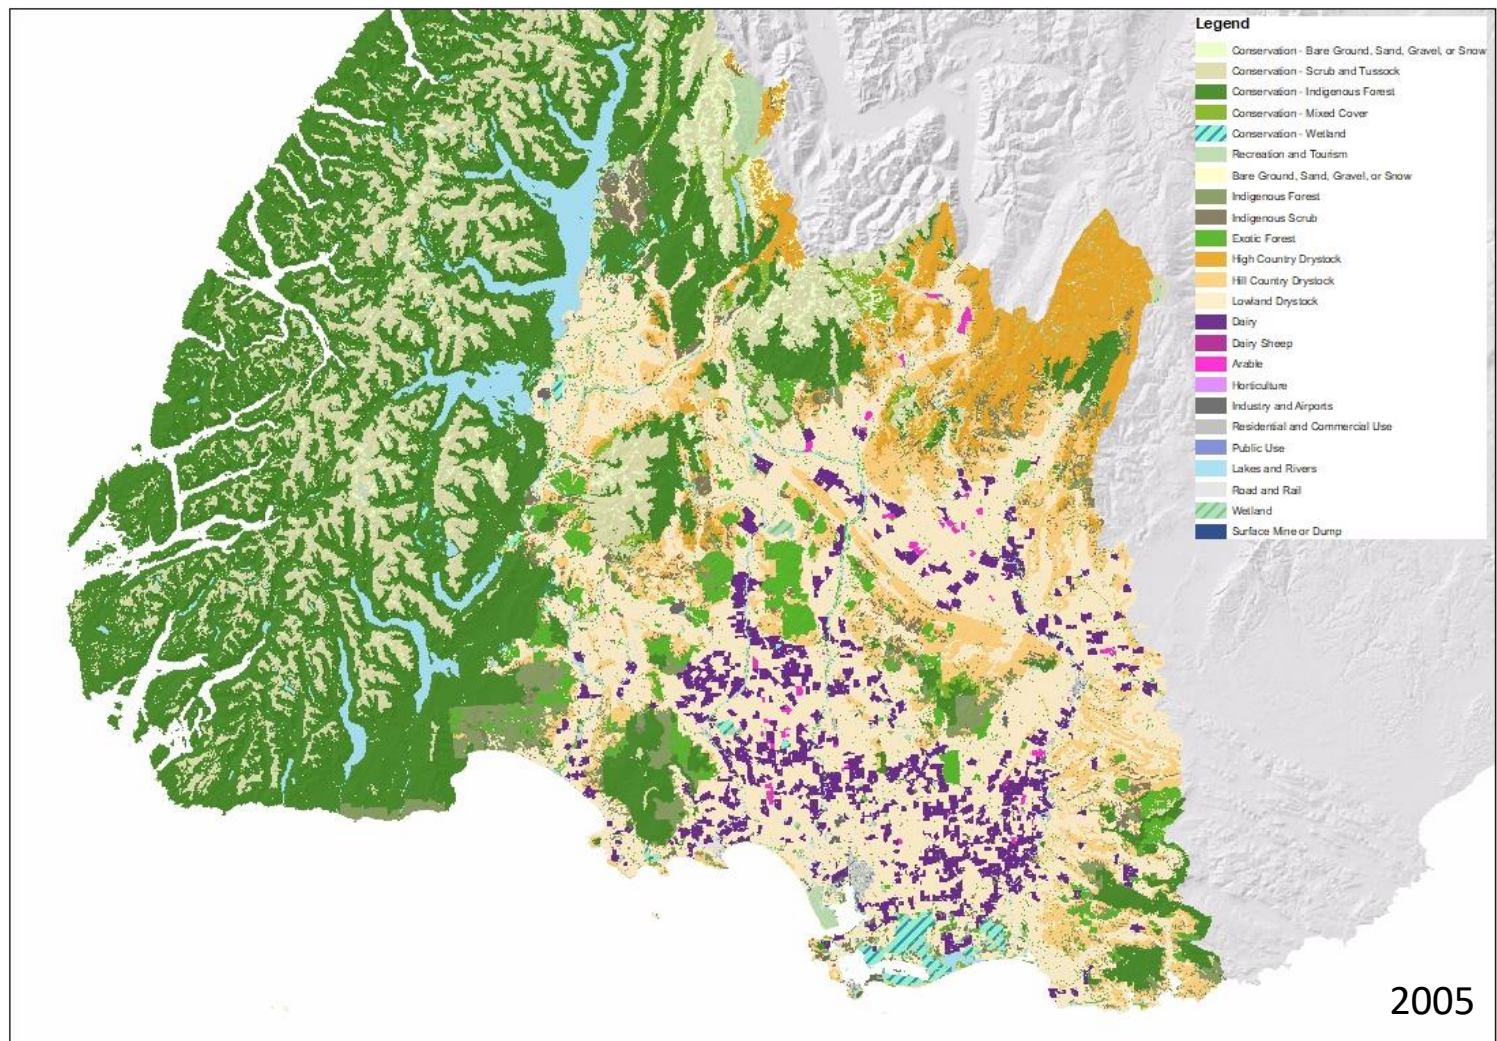 Legend
Conservation - Bare Ground, Sand, Gravel, or Snow
Conservation - Scrub and Tussock
Conservation - Indigenous Forest
Conservation - Mixed Cover
Conservation - Wetland
Recreation and Tourism
Bare Ground, Sand, Gravel, or Snow
Indigenous Forest
Indigenous Scrub
Exotic Forest
High Country Drystock
Hill Country Drystock
Lowland Drystock
Dairy
Dairy Sheep
Arable
Horticulture
Industry and Airports
Residential and Commercial Use
Public Use
Lakes and Rivers
Road and Rail
Wetland
Surface Mine or Dump
2005